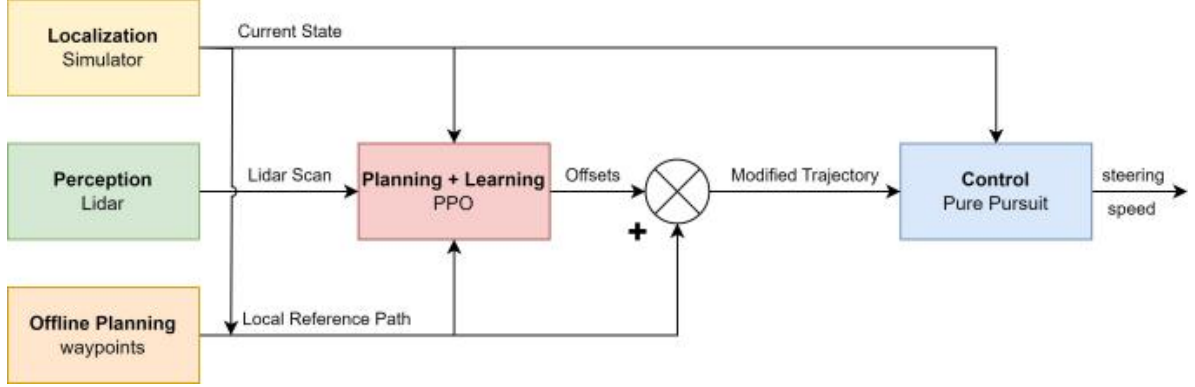 Localization
Simulator
Current State
Perception
Lidar
Lidar Scan
Planning + Learning
PPO
Offsets
+
Modified Trajectory
Control
Pure Pursuit
steering
speed
Offline Planning
waypoints
Local Reference Path